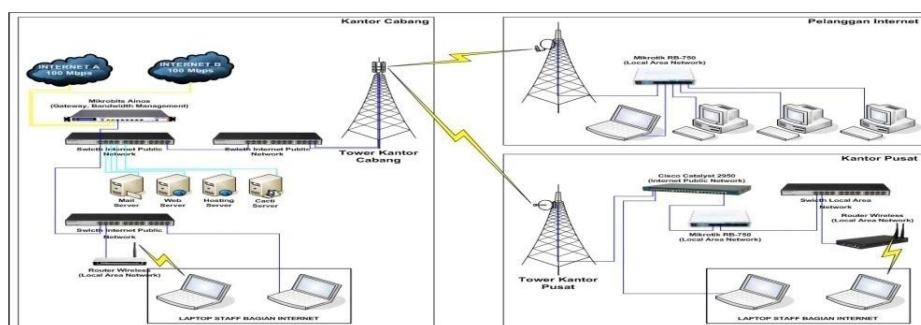 Kantor Cabang
INTERNET A
100 Mbps
INTERNET B
100 Mbps
Mikrobits Ainos
(Gateway, Bandwidth Management)
Swicth Internet Public
Network
Swicth Internet Public
Network
Tower Kantor
Cabang
Mail
Server
Web
Server
Hosting
Server
Cacti
Server
Swicth Internet Public
Network
Router Wireless
(Local Area Network)
LAPTOP STAFF BAGIAN INTERNET
Pelanggan Internet
Mikrotik RB-750
(Local Area Network)
Kantor Pusat
Cisco Catalyst 2950
(Internet Public Network)
Swicth Local Area
Network
Mikrotik RB-750
(Local Area Network)
Router Wireless
(Local Area Network)
Tower Kantor
Pusat
LAPTOP STAFF BAGIAN INTERNET